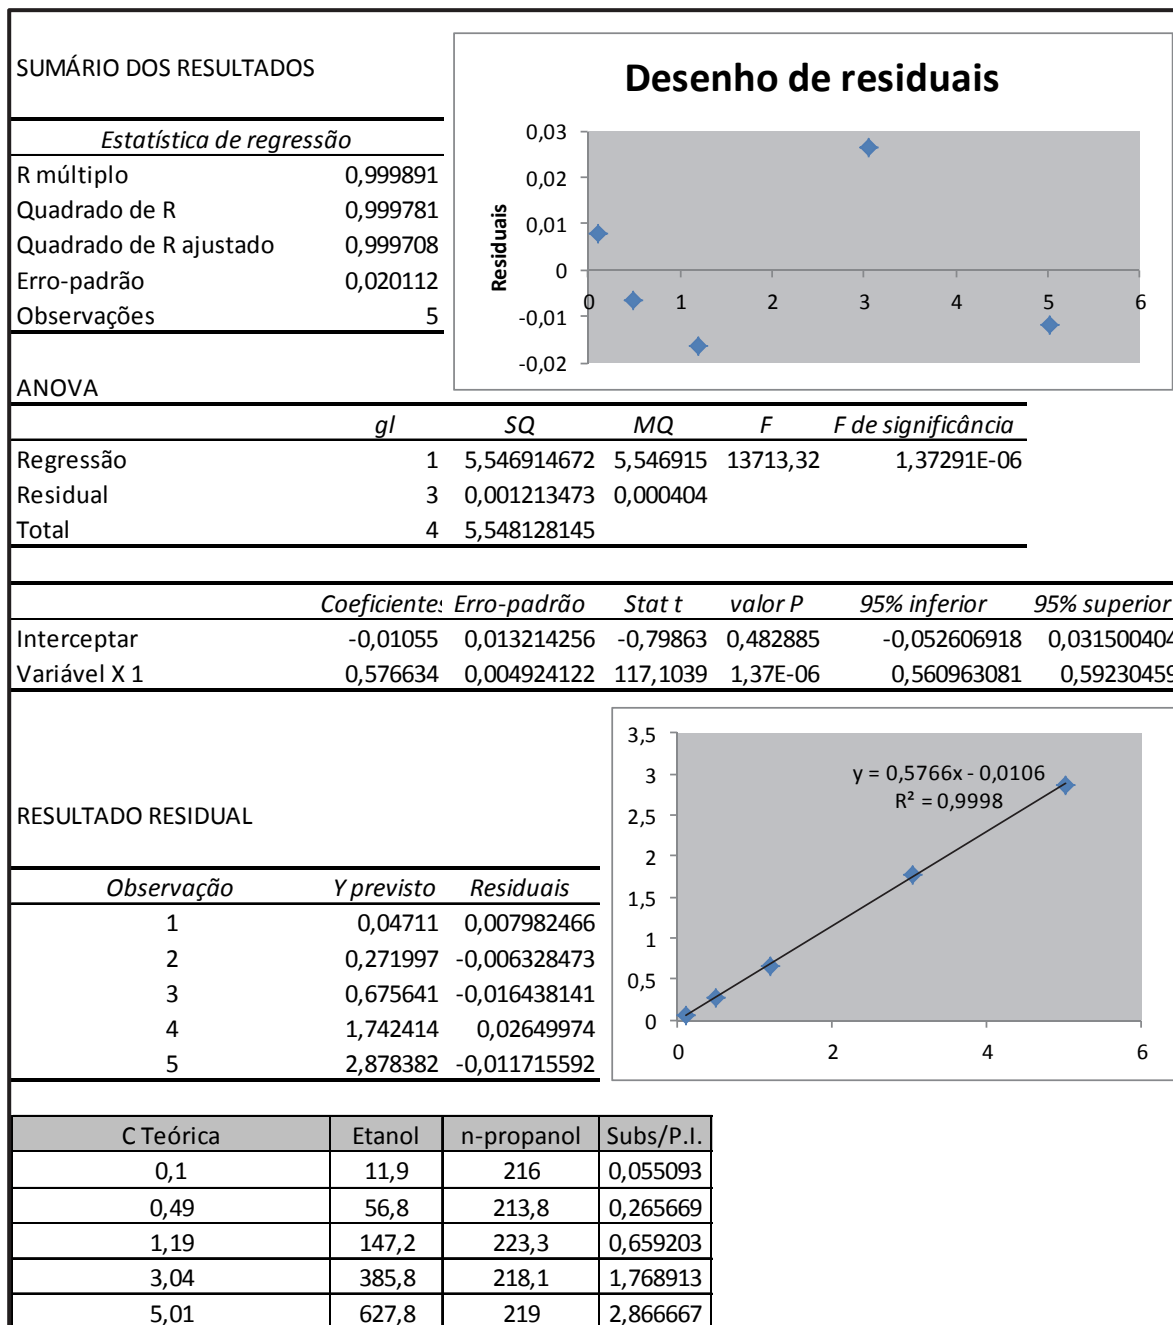 SUMÁRIO DOS RESULTADOS
Desenho de residuais
Estatística de regressão
R múltiplo 0,999891
Quadrado de R 0,999781
Quadrado de R ajustado 0,999708
Erro-padrão 0,020112
Observações 5
Residuais
0,03
0,02
0,01
0
-0,01
-0,02
0 1 2 3 4 5 6
ANOVA
gl SQ MQ F F de significância
Regressão 1 5,546914672 5,546915 13713,32 1,37291E-06
Residual 3 0,001213473 0,000404
Total 4 5,548128145
Coeficientes Erro-padrão Stat t valor P 95% inferior 95% superior
Interceptar -0,01055 0,013214256 -0,79863 0,482885 -0,052606918 0,031500404
Variável X 1 0,576634 0,004924122 117,1039 1,37E-06 0,560963081 0,59230459
RESULTADO RESIDUAL
Observação Y previsto Residuais
1 0,04711 0,007982466
2 0,271997 -0,006328473
3 0,675641 -0,016438141
4 1,742414 0,02649974
5 2,878382 -0,011715592
3,5
3
2,5
2
1,5
1
0,5
0
0 2 4 6
y = 0,5766x - 0,0106
R² = 0,9998
C Teórica Etanol n-propanol Subs/P.I.
0,1 11,9 216 0,055093
0,49 56,8 213,8 0,265669
1,19 147,2 223,3 0,659203
3,04 385,8 218,1 1,768913
5,01 627,8 219 2,866667